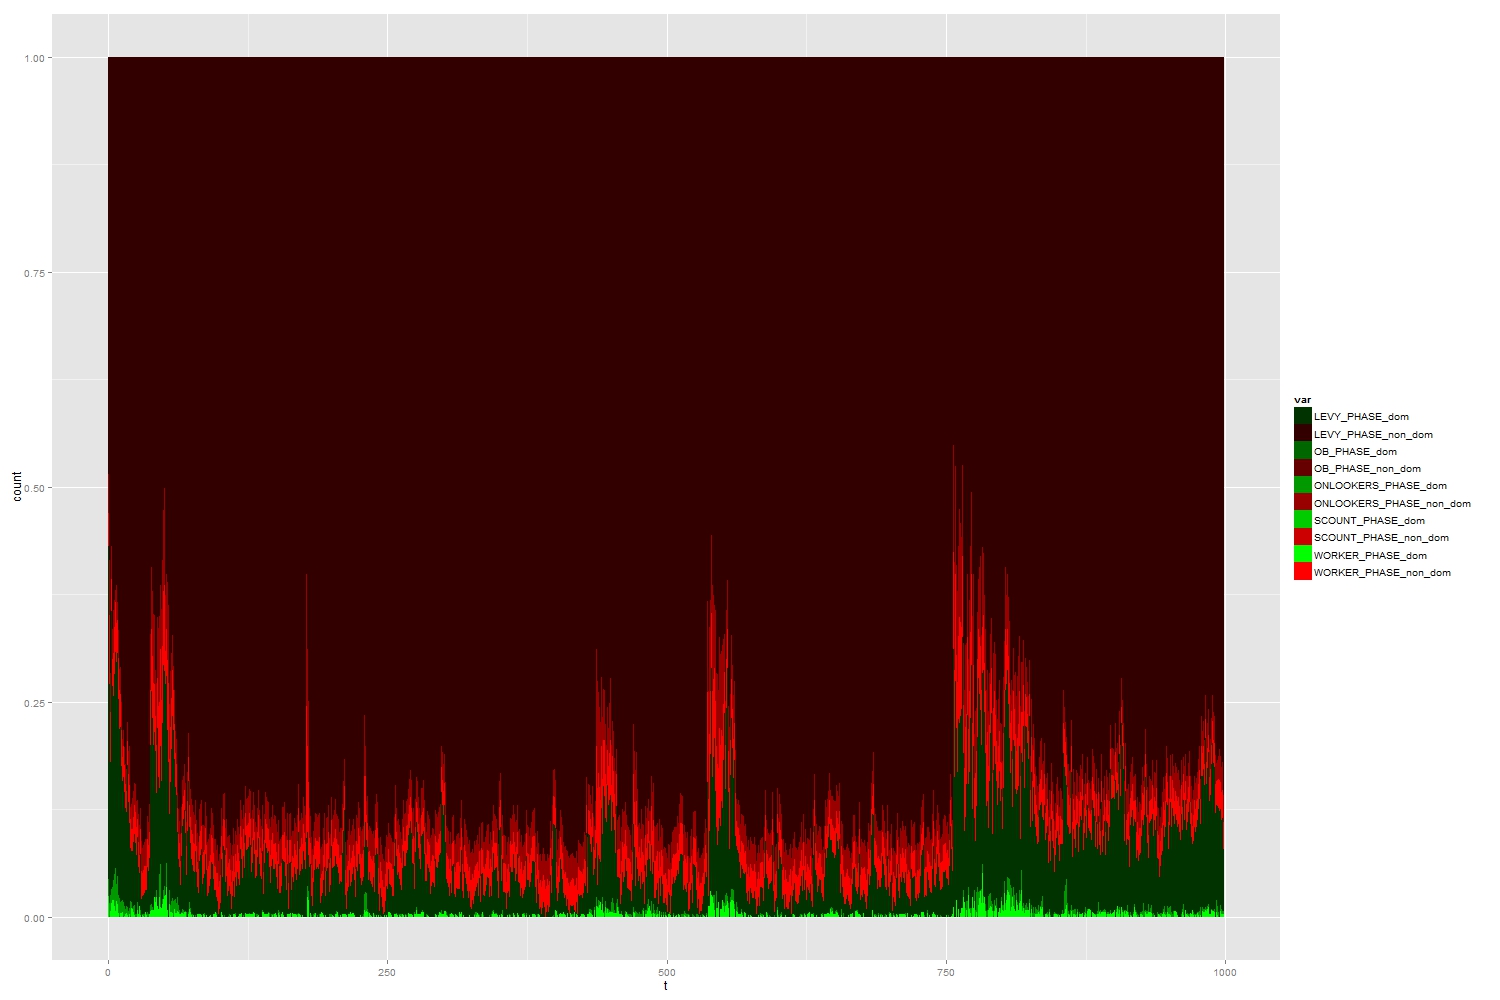 1.00
0.75
0.50
0.25
0.00
count
0
250
500
750
1000
t
var
LEVY_PHASE_dom
LEVY_PHASE_non_dom
OB_PHASE_dom
OB_PHASE_non_dom
ONLOOKERS_PHASE_dom
ONLOOKERS_PHASE_non_dom
SCOUNT_PHASE_dom
SCOUNT_PHASE_non_dom
WORKER_PHASE_dom
WORKER_PHASE_non_dom